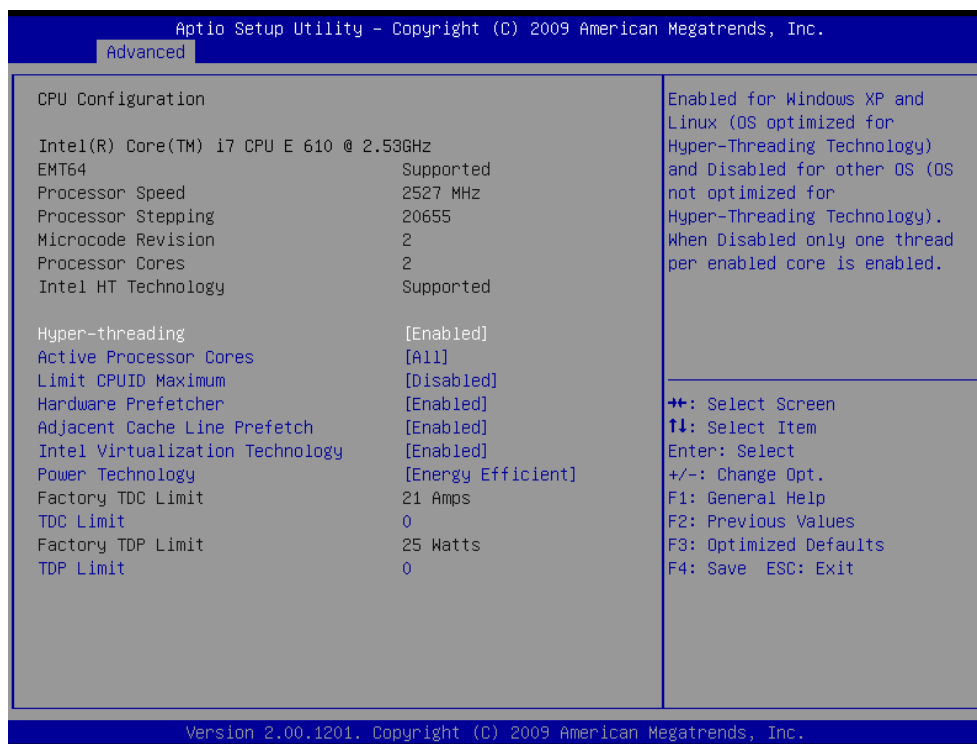 Aptio Setup Utility – Copyright (C) 2009 American Megatrends, Inc.
Advanced
CPU Configuration
Intel(R) Core(TM) i7 CPU E 610 @ 2.53GHz
EMT64 Supported
Processor Speed 2527 MHz
Processor Stepping 20655
Microcode Revision 2
Processor Cores 2
Intel HT Technology Supported
Hyper-threading [Enabled]
Active Processor Cores [All]
Limit CPUID Maximum [Disabled]
Hardware Prefetcher [Enabled]
Adjacent Cache Line Prefetch [Enabled]
Intel Virtualization Technology [Enabled]
Power Technology [Energy Efficient]
Factory TDC Limit 21 Amps
TDC Limit 0
Factory TDP Limit 25 Watts
TDP Limit 0
Enabled for Windows XP and
Linux (OS optimized for
Hyper-Threading Technology)
and Disabled for other OS (OS
not optimized for
Hyper-Threading Technology).
When Disabled only one thread
per enabled core is enabled.
→←: Select Screen
↑↓: Select Item
Enter: Select
+/-: Change Opt.
F1: General Help
F2: Previous Values
F3: Optimized Defaults
F4: Save ESC: Exit
Version 2.00.1201. Copyright (C) 2009 American Megatrends, Inc.